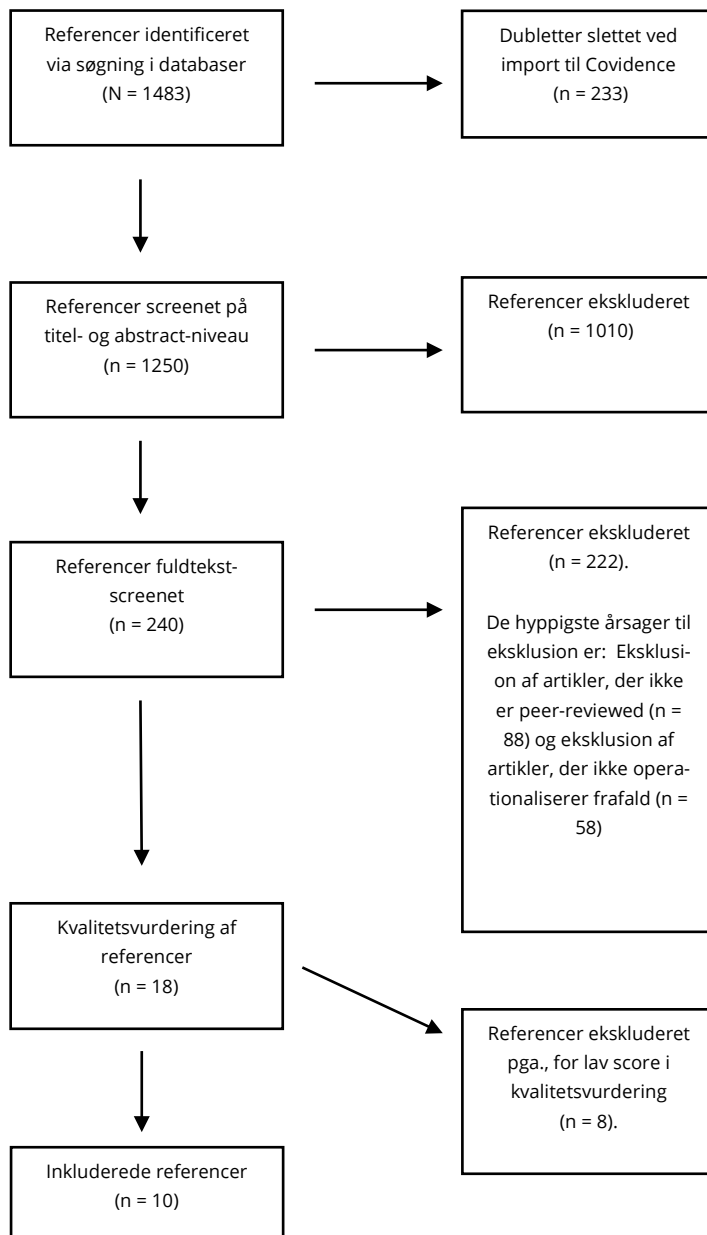 Referencer identificeret
via søgning i databaser
(N = 1483)
Dubletter slettet ved
import til Covidence
(n = 233)
Referencer screenet på
titel- og abstract-niveau
(n = 1250)
Referencer ekskluderet
(n = 1010)
Referencer fuldtekst-
screenet
(n = 240)
Referencer ekskluderet
(n = 222).
De hyppigste årsager til
eksklusion er:  Eksklusi-
on af artikler, der ikke
er peer-reviewed (n =
88) og eksklusion af
artikler, der ikke opera-
tionaliserer frafald (n =
58)
Kvalitetsvurdering af
referencer
(n = 18)
Referencer ekskluderet
pga., for lav score i
kvalitetsvurdering
(n = 8).
Inkluderede referencer
(n = 10)